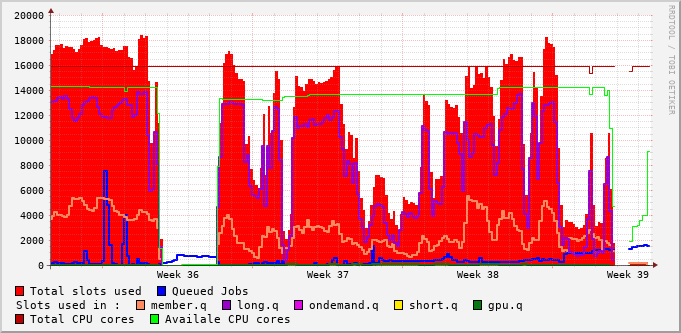 RRDTOOL / TOBI OETIKER
20000
18000
16000
14000
12000
10000
8000
6000
4000
2000
0
Week 36 Week 37 Week 38 Week 39
Total slots used Queued Jobs
Slots used in : member.q long.q ondemand.q short.q gpu.q
Total CPU cores Availale CPU cores